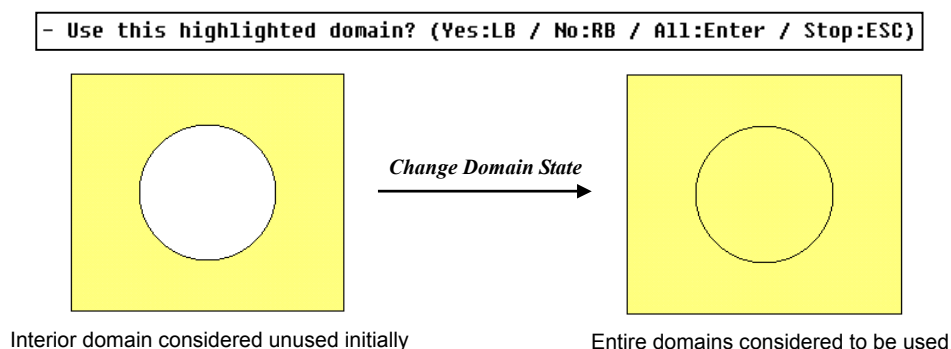 - Use this highlighted domain? (Yes:LB / No:RB / All:Enter / Stop:ESC)
Change Domain State
Interior domain considered unused initially
Entire domains considered to be used